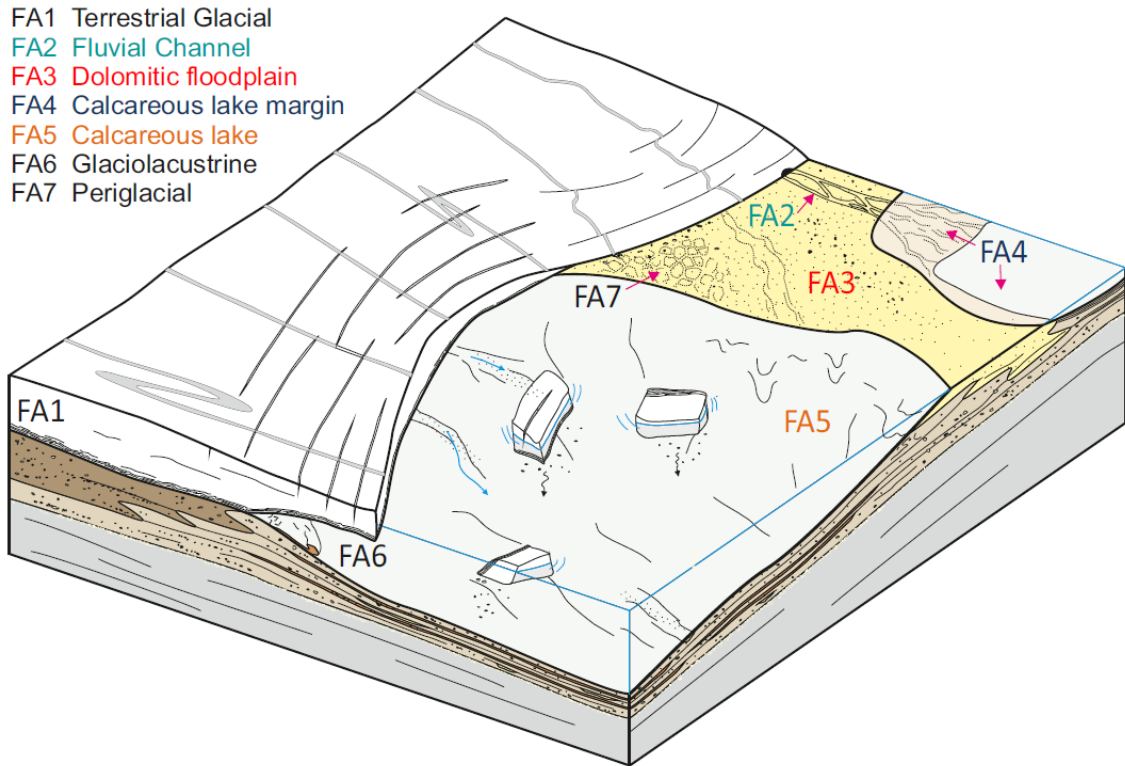 FA1 Terrestrial Glacial
FA2 Fluvial Channel
FA3 Dolomitic floodplain
FA4 Calcareous lake margin
FA5 Calcareous lake
FA6 Glaciolacustrine
FA7 Periglacial
FA2
FA4
FA3
FA7
FA1
FA5
FA6